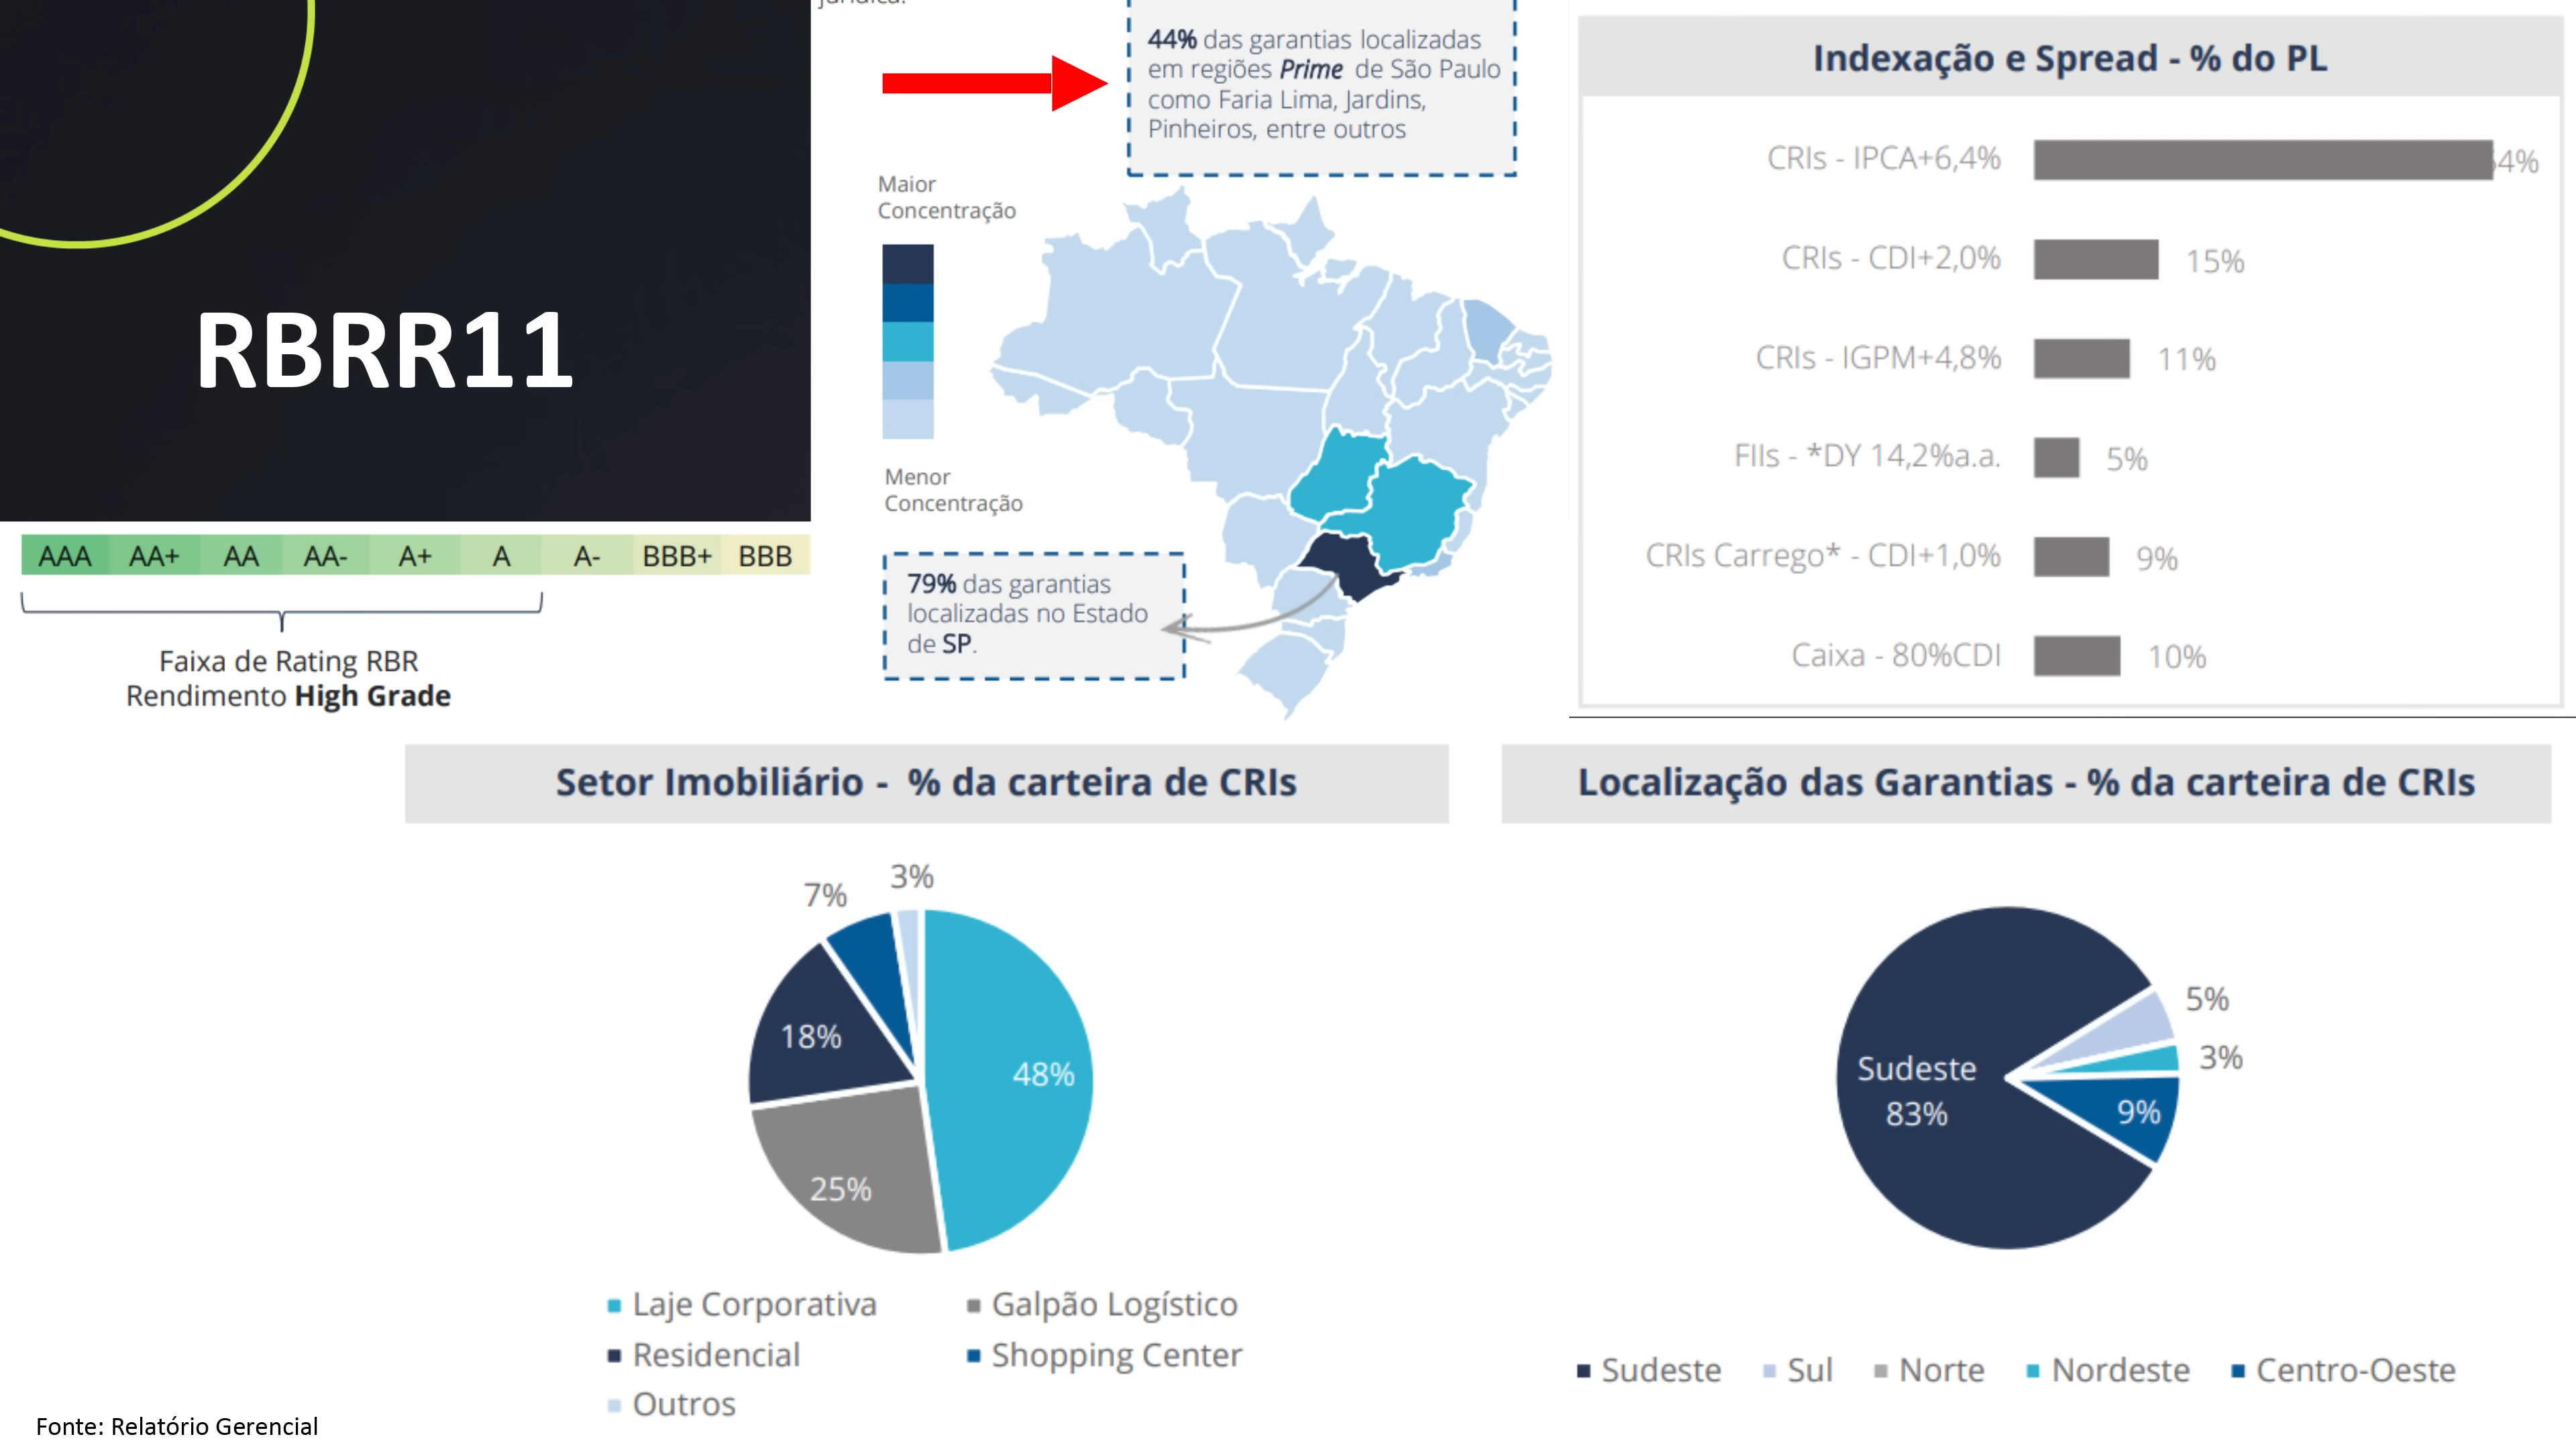 RBRR11
AAA AA+ AA AA- A+ A A- BBB+ BBB
Faixa de Rating RBR
Rendimento High Grade
44% das garantias localizadas
em regiões Prime de São Paulo
como Faria Lima, Jardins,
Pinheiros, entre outros
Maior
Concentração
Menor
Concentração
79% das garantias
localizadas no Estado
de SP.
Indexação e Spread - % do PL
CRIs - IPCA+6,4%
CRIs - CDI+2,0% 15%
CRIs - IGPM+4,8% 11%
FIIs - *DY 14,2%a.a. 5%
CRIs Carrego* - CDI+1,0% 9%
Caixa - 80%CDI 10%
Setor Imobiliário - % da carteira de CRIs
3%
7%
18%
48%
25%
Laje Corporativa Galpão Logístico
Residencial Shopping Center
Outros
Localização das Garantias - % da carteira de CRIs
5%
3%
Sudeste
83%
9%
Sudeste Sul Norte Nordeste Centro-Oeste
Fonte: Relatório Gerencial